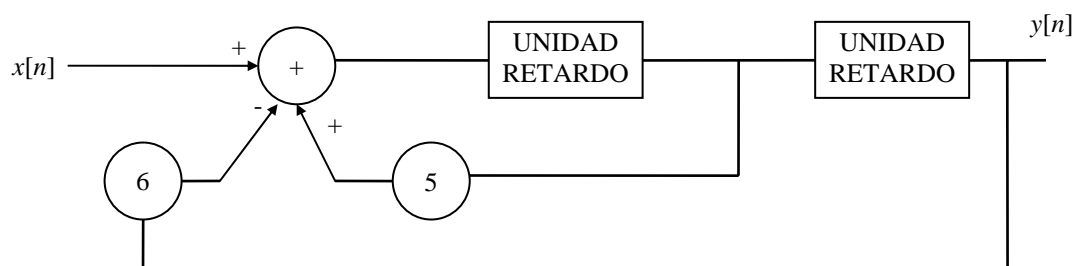 y[n]
UNIDAD
RETARDO
UNIDAD
RETARDO
+
x[n]
+
-
+
6
5